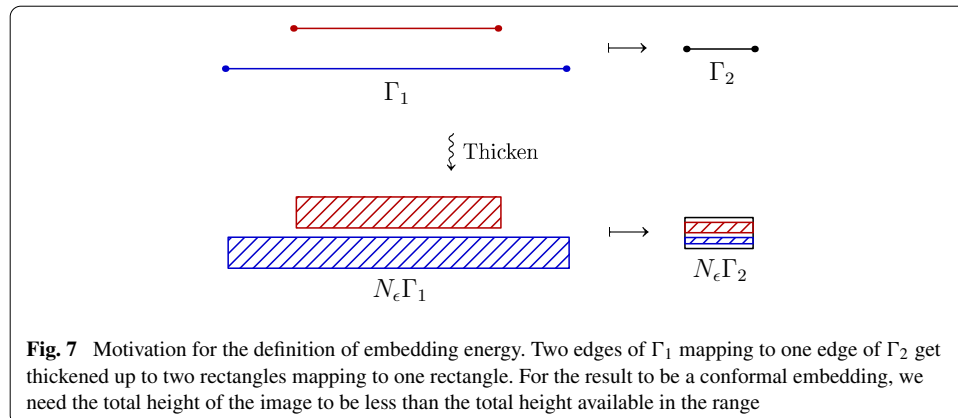 Γ₁
Γ₂
Thicken
N_ϵΓ₁
N_ϵΓ₂
Fig. 7 Motivation for the definition of embedding energy. Two edges of Γ₁ mapping to one edge of Γ₂ get
thickened up to two rectangles mapping to one rectangle. For the result to be a conformal embedding, we
need the total height of the image to be less than the total height available in the range